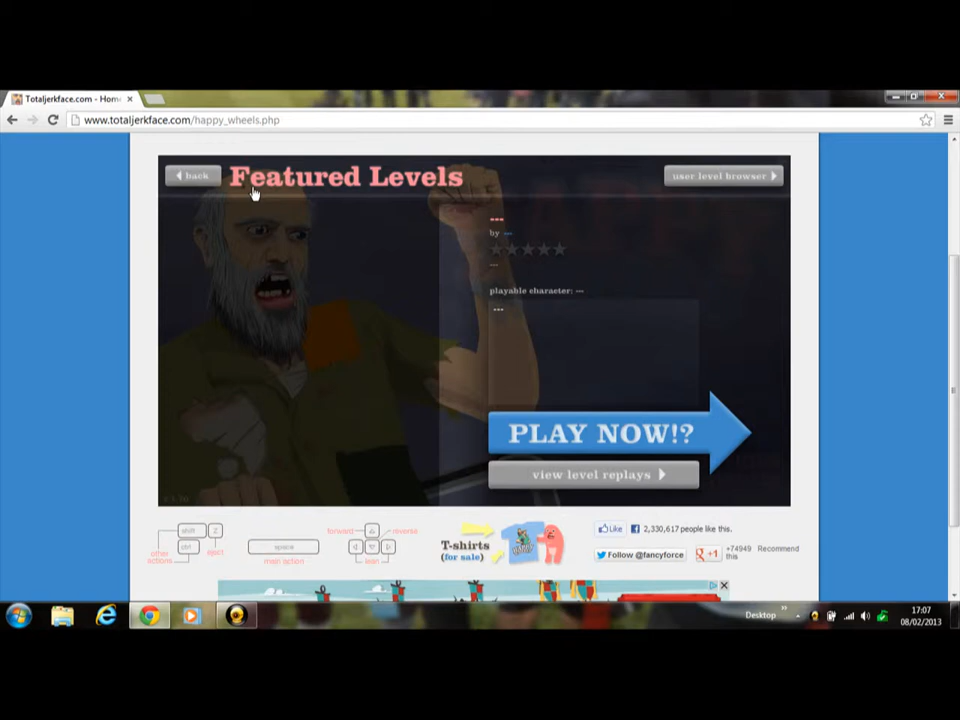 Totaljerkface.com - Hom
www.totaljerkface.com/happy_wheels.php
back
Featured Levels
user level browser
---
by ---
---
playable character: ---
---
PLAY NOW!?
view level replays
shift
Z
ctrl
eject
other
actions
space
main action
forward
reverse
lean
T-shirts
(for sale)
Like
2,330,617 people like this.
Follow @fancyforce
+1
+74949 Recommend
this
Desktop
17:07
08/02/2013